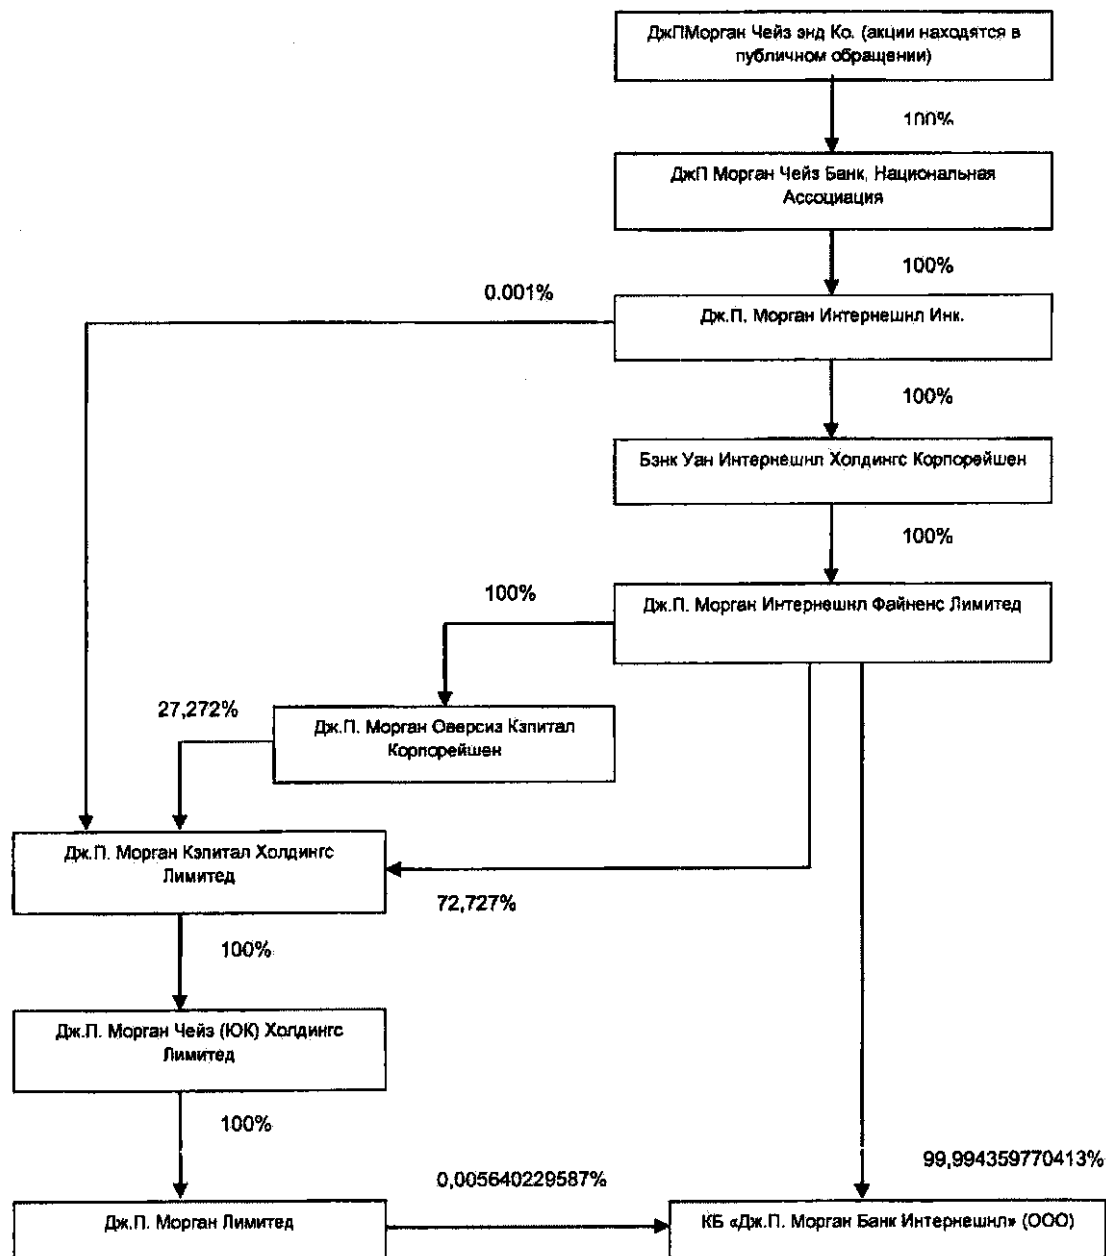 ДжПМорган Чейз энд Ко. (акции находятся в
публичном обращении)
100%
ДжП Морган Чейз Банк, Национальная
Ассоциация
100%
0.001%
Дж.П. Морган Интернешнл Инк.
100%
Бэнк Уан Интернешнл Холдингс Корпорейшен
100%
100%
Дж.П. Морган Интернешнл Файненс Лимитед
27,272%
Дж.П. Морган Оверсиз Кэпитал
Корпорейшен
Дж.П. Морган Кэпитал Холдингс
Лимитед
72,727%
100%
Дж.П. Морган Чейз (ЮК) Холдингс
Лимитед
100%
99,994359770413%
0,005640229587%
Дж.П. Морган Лимитед
КБ «Дж.П. Морган Банк Интернешнл» (ООО)